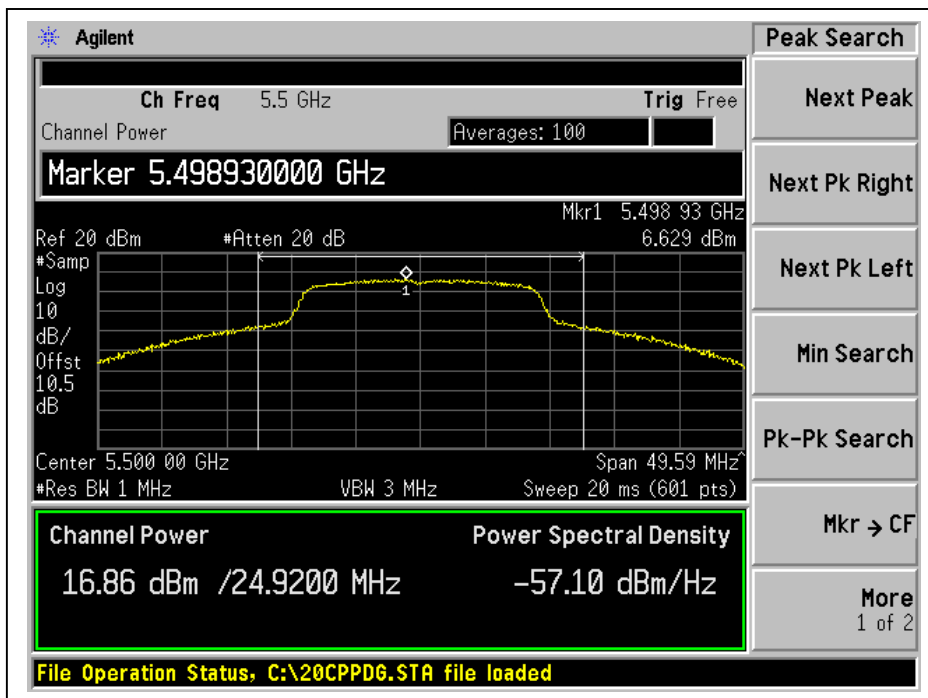 Agilent
Peak Search
Ch Freq 5.5 GHz Trig Free
Channel Power Averages: 100
Marker 5.498930000 GHz
Mkr1 5.498 93 GHz
Ref 20 dBm #Atten 20 dB 6.629 dBm
#Samp
Log
10
dB/
Offst
10.5
dB
1
Center 5.500 00 GHz Span 49.59 MHz^
#Res BW 1 MHz VBW 3 MHz Sweep 20 ms (601 pts)
Channel Power Power Spectral Density
16.86 dBm /24.9200 MHz -57.10 dBm/Hz
File Operation Status, C:\20CPPDG.STA file loaded
Next Peak
Next Pk Right
Next Pk Left
Min Search
Pk-Pk Search
Mkr → CF
More
1 of 2